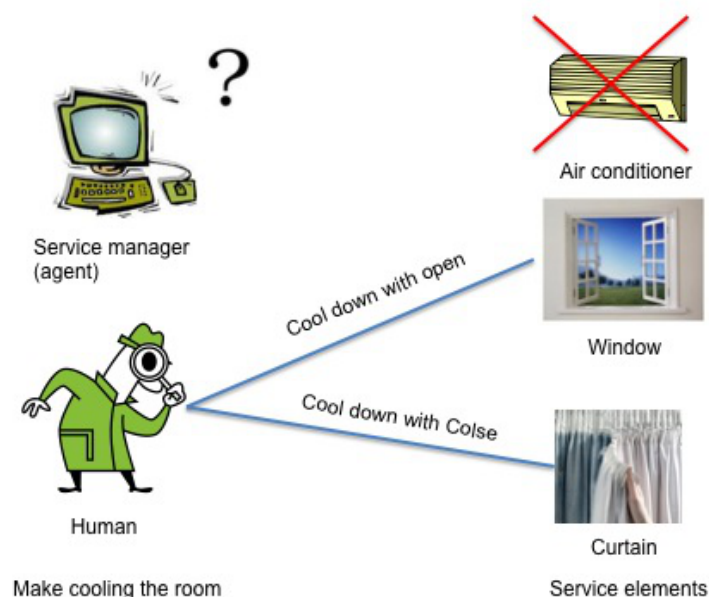 ?
Air conditioner
Service manager
(agent)
Cool down with open
Window
Cool down with Colse
Human
Curtain
Make cooling the room
Service elements